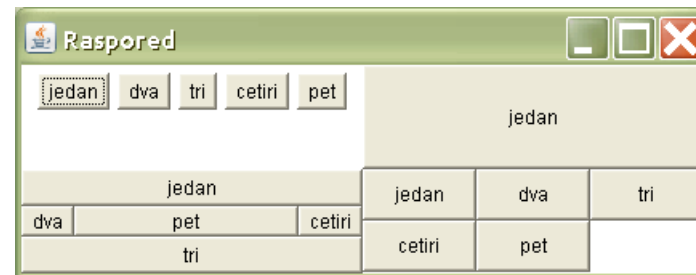 Raspored
jedan dva tri cetiri pet
jedan
jedan
dva pet cetiri
tri
jedan dva tri
cetiri pet